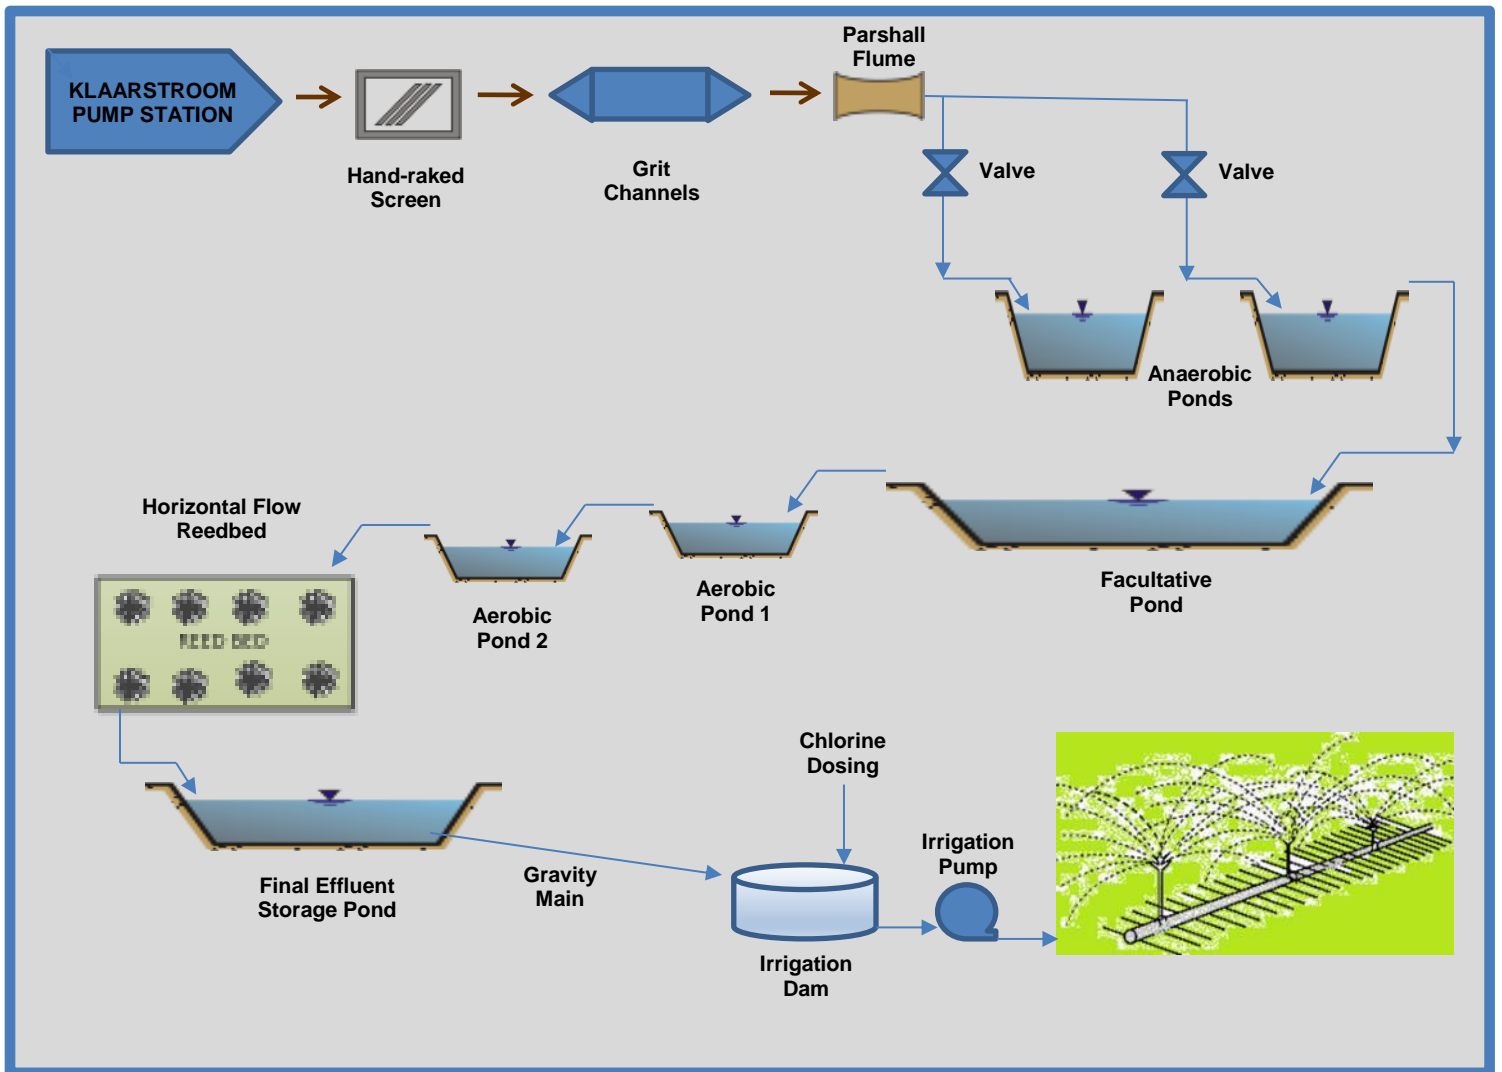 KLAARSTROOM
PUMP STATION
Hand-raked
Screen
Grit
Channels
Parshall
Flume
Valve
Valve
Anaerobic
Ponds
Facultative
Pond
Aerobic
Pond 1
Aerobic
Pond 2
Horizontal Flow
Reedbed
REED BED
Final Effluent
Storage Pond
Gravity
Main
Chlorine
Dosing
Irrigation
Dam
Irrigation
Pump